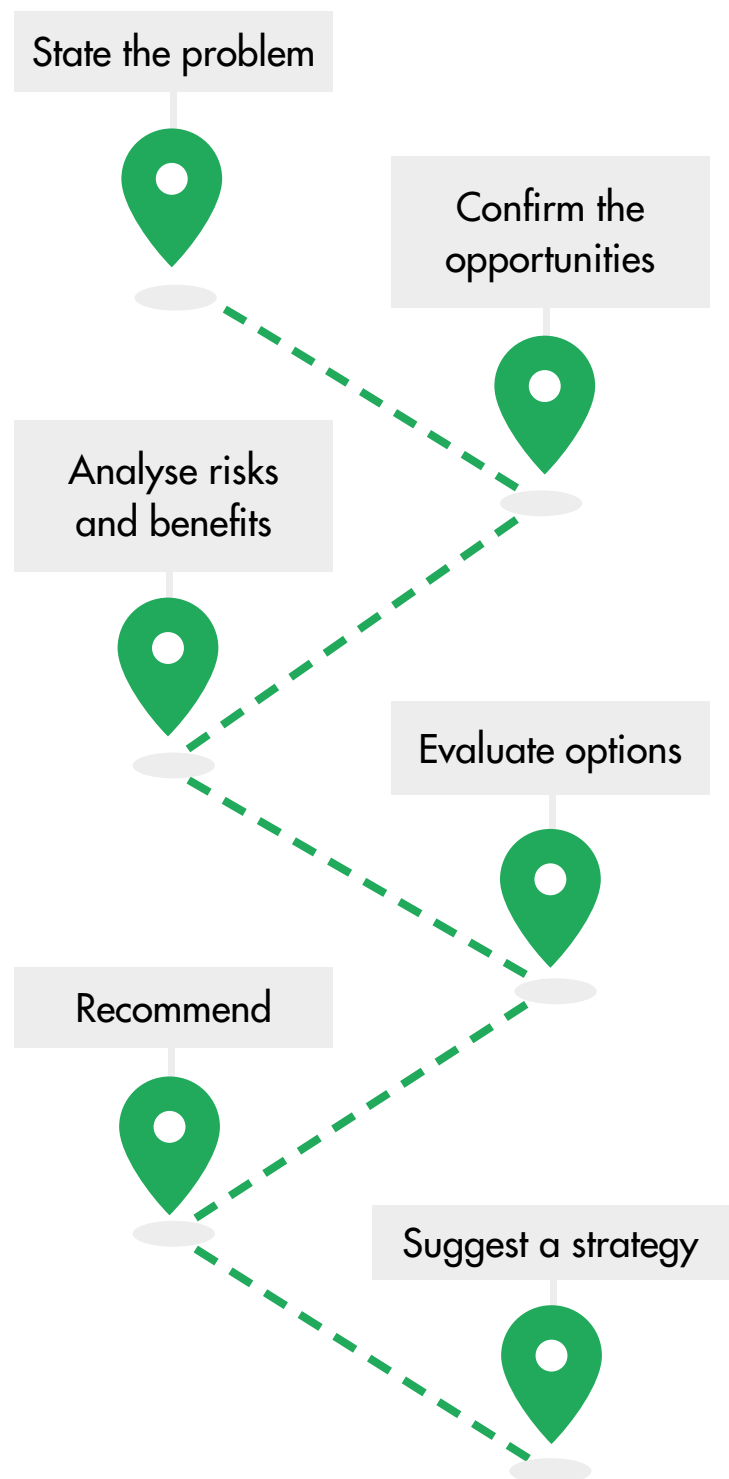 State the problem
Confirm the
opportunities
Analyse risks
and benefits
Evaluate options
Recommend
Suggest a strategy